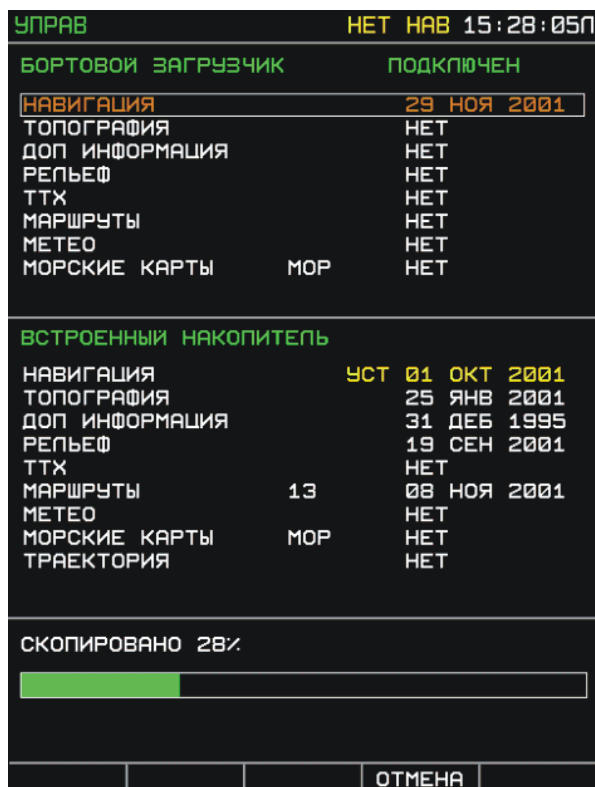 УПРАВ НЕТ НАВ 15:28:05Л
БОРТОВОЙ ЗАГРУЗЧИК ПОДКЛЮЧЕН
НАВИГАЦИЯ 29 НОЯ 2001
ТОПОГРАФИЯ НЕТ
ДОП ИНФОРМАЦИЯ НЕТ
РЕЛЬЕФ НЕТ
ТТХ НЕТ
МАРШРУТЫ НЕТ
МЕТЕО НЕТ
МОРСКИЕ КАРТЫ МОР НЕТ
ВСТРОЕННЫЙ НАКОПИТЕЛЬ
НАВИГАЦИЯ УСТ 01 ОКТ 2001
ТОПОГРАФИЯ 25 ЯНВ 2001
ДОП ИНФОРМАЦИЯ 31 ДЕБ 1995
РЕЛЬЕФ 19 СЕН 2001
ТТХ НЕТ
МАРШРУТЫ 13 08 НОЯ 2001
МЕТЕО НЕТ
МОРСКИЕ КАРТЫ МОР НЕТ
ТРАЕКТОРИЯ НЕТ
СКОПИРОВАНО 28%
ОТМЕНА